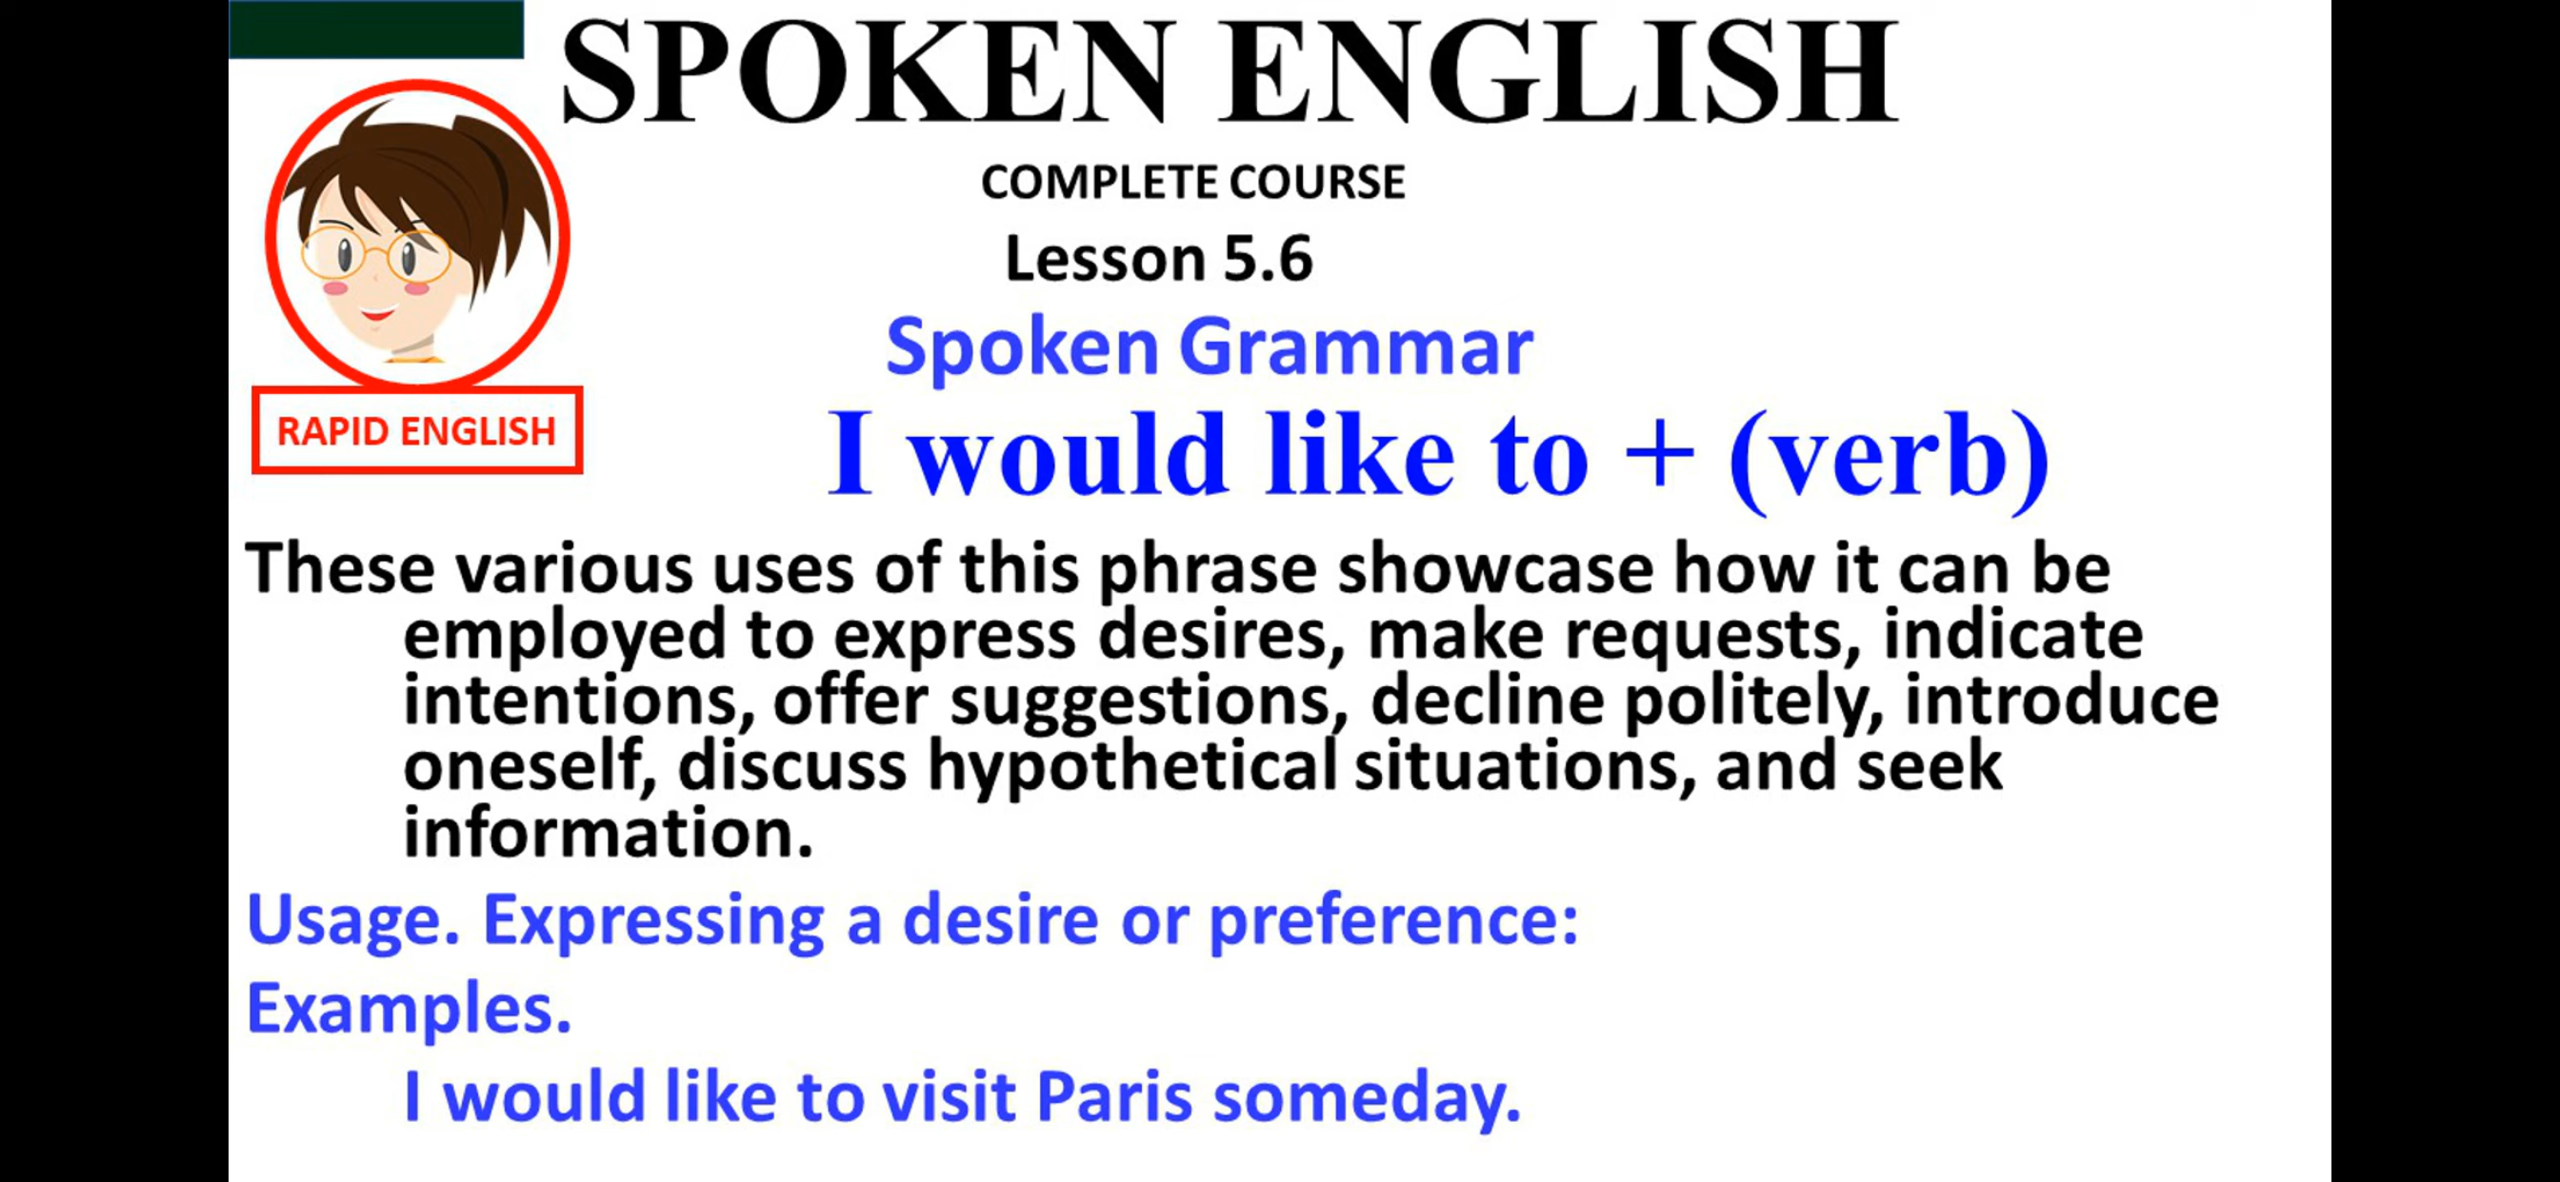 SPOKEN ENGLISH
COMPLETE COURSE
Lesson 5.6
Spoken Grammar
RAPID ENGLISH
I would like to + (verb)
These various uses of this phrase showcase how it can be
employed to express desires, make requests, indicate
intentions, offer suggestions, decline politely, introduce
oneself, discuss hypothetical situations, and seek
information.
Usage. Expressing a desire or preference:
Examples.
I would like to visit Paris someday.